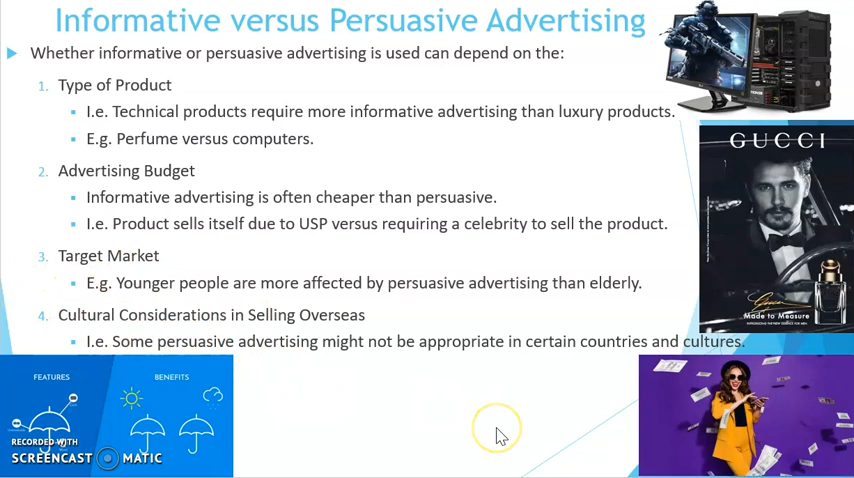 Informative versus Persuasive Advertising
Whether informative or persuasive advertising is used can depend on the:
1. Type of Product
I.e. Technical products require more informative advertising than luxury products.
E.g. Perfume versus computers.
2. Advertising Budget
Informative advertising is often cheaper than persuasive.
I.e. Product sells itself due to USP versus requiring a celebrity to sell the product.
3. Target Market
E.g. Younger people are more affected by persuasive advertising than elderly.
4. Cultural Considerations in Selling Overseas
I.e. Some persuasive advertising might not be appropriate in certain countries and cultures.
GUCCI
Made to Measure
FEATURES
BENEFITS
RECORDED WITH
SCREENCAST MATIC